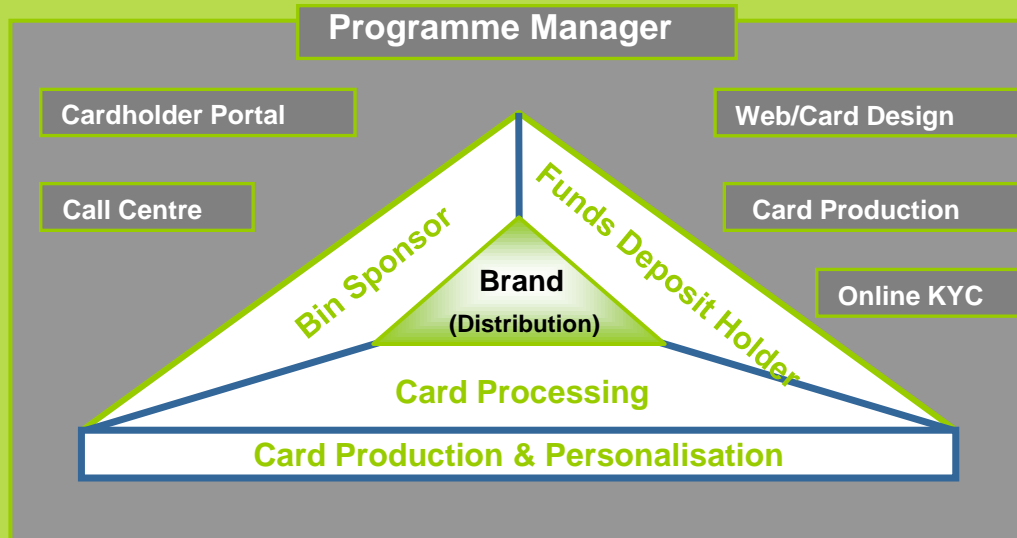 Programme Manager
Cardholder Portal
Web/Card Design
Call Centre
Card Production
Online KYC
Bin Sponsor
Funds Deposit Holder
Brand
(Distribution)
Card Processing
Card Production & Personalisation